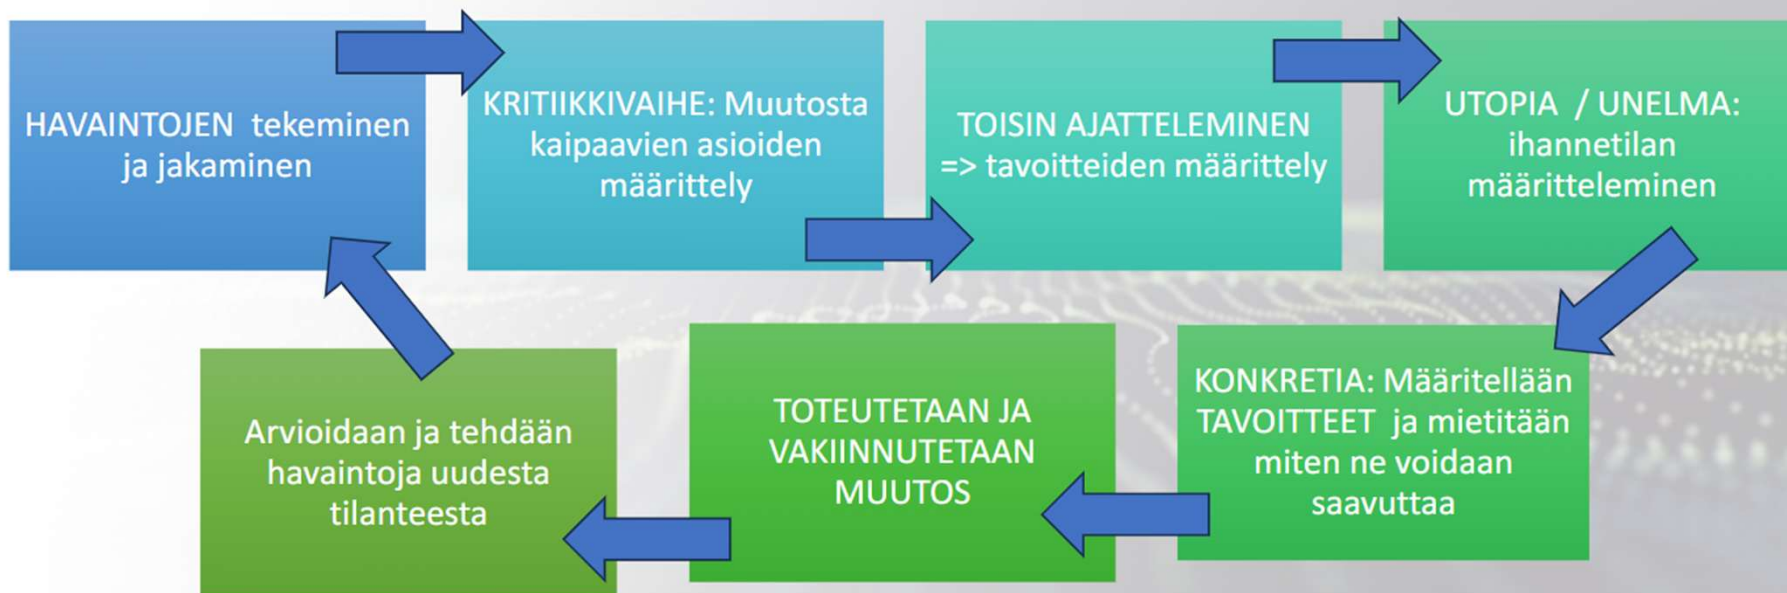 HAVAINTOJEN tekeminen
ja jakaminen
KRITIIKKIVAIHE: Muutosta
kaipaavien asioiden
määrittely
TOISIN AJATTELEMINEN
=> tavoitteiden määrittely
UTOPIA / UNELMA:
ihannetilan
määritteleminen
KONKRETIA: Määritellään
TAVOITTEET ja mietitään
miten ne voidaan
saavuttaa
TOTEUTETAAN JA
VAKIINNUTETAAN
MUUTOS
Arvioidaan ja tehdään
havaintoja uudesta
tilanteesta